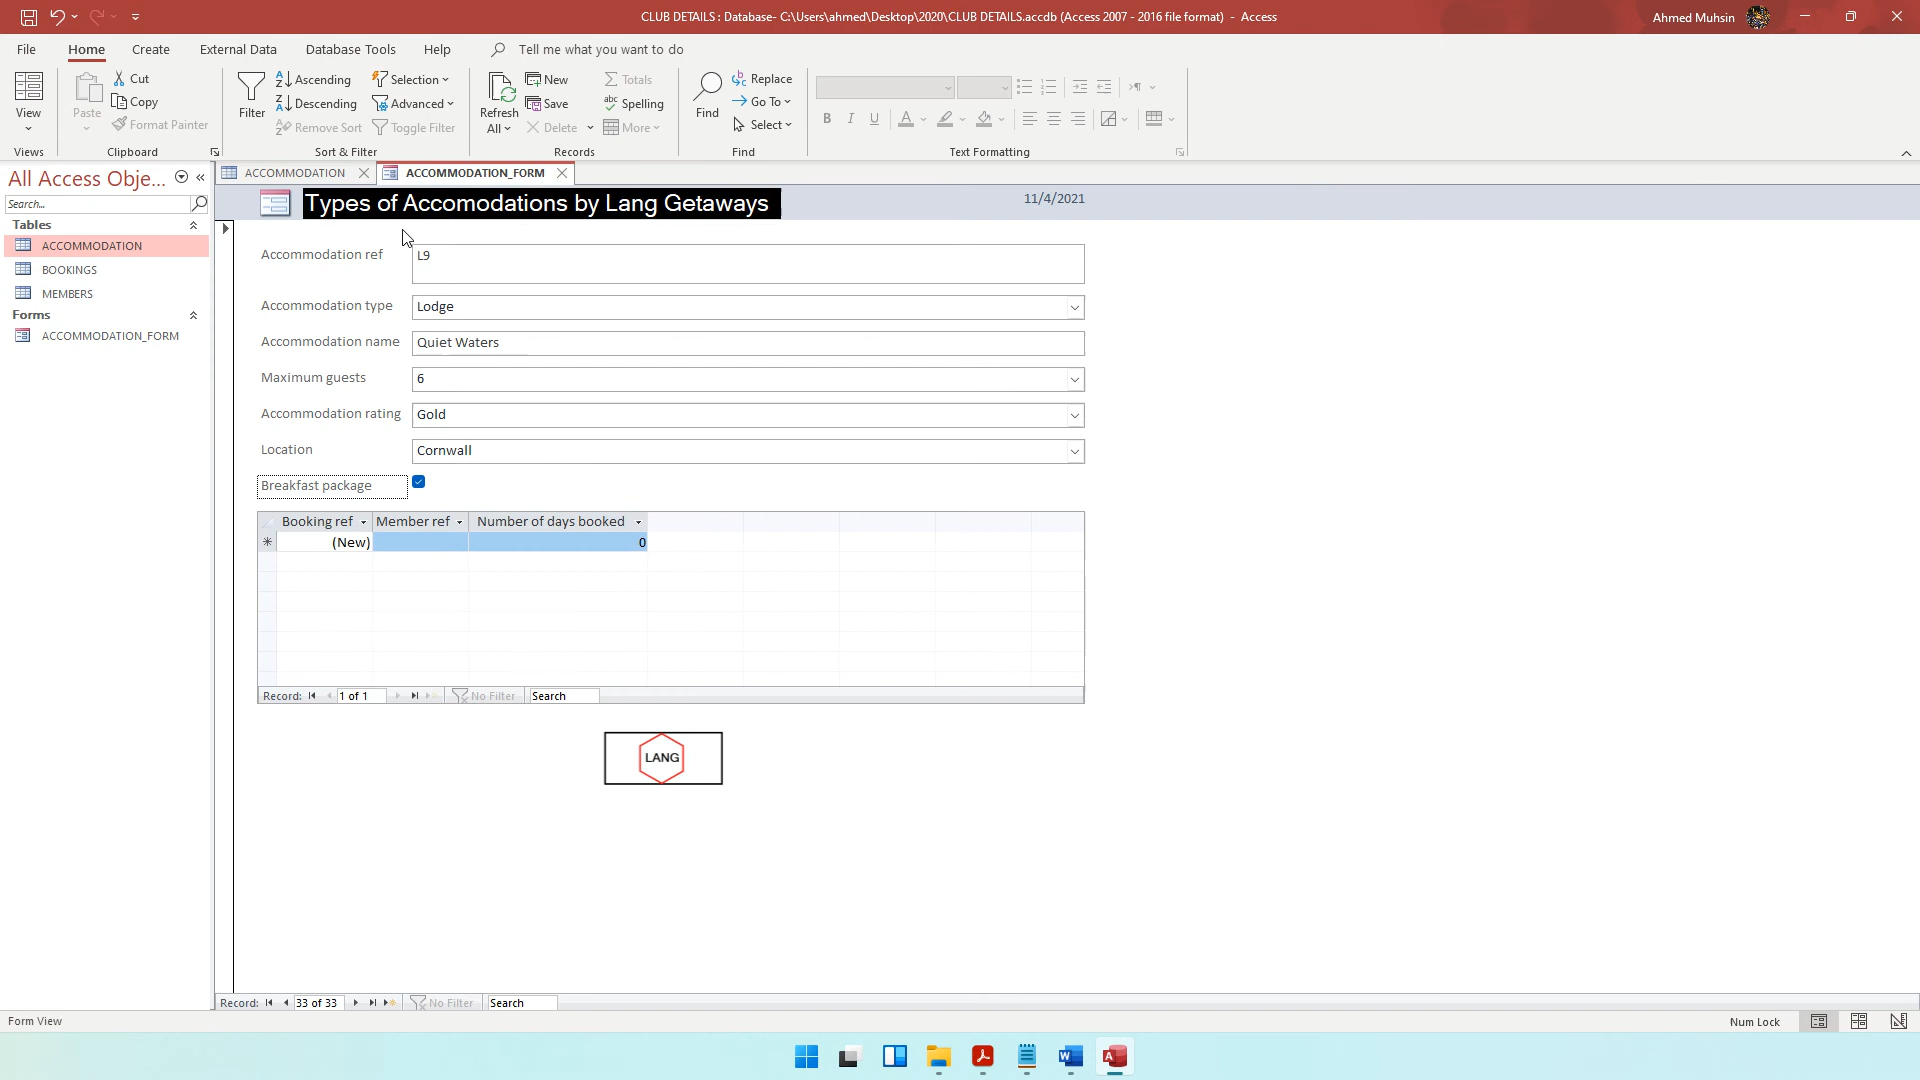 CLUB DETAILS : Database- C:\Users\ahmed\Desktop\2020\CLUB DETAILS.accdb (Access 2007 - 2016 file format) - Access
Ahmed Muhsin
File Home Create External Data Database Tools Help Tell me what you want to do
View
Views
Paste
Cut
Copy
Format Painter
Clipboard
Filter
Ascending
Descending
Remove Sort
Selection
Advanced
Toggle Filter
Sort & Filter
Refresh All
New
Save
Delete
Totals
Spelling
More
Records
Find
Replace
Go To
Select
Find
B I U A
Text Formatting
All Access Obje...
Search...
Tables
ACCOMMODATION
BOOKINGS
MEMBERS
Forms
ACCOMMODATION_FORM
ACCOMMODATION ACCOMMODATION_FORM
Types of Accomodations by Lang Getaways
11/4/2021
Accommodation ref L9
Accommodation type Lodge
Accommodation name Quiet Waters
Maximum guests 6
Accommodation rating Gold
Location Cornwall
Breakfast package
Booking ref Member ref Number of days booked
(New) 0
Record: 1 of 1 No Filter Search
LANG
Record: 33 of 33 No Filter Search
Form View
Num Lock